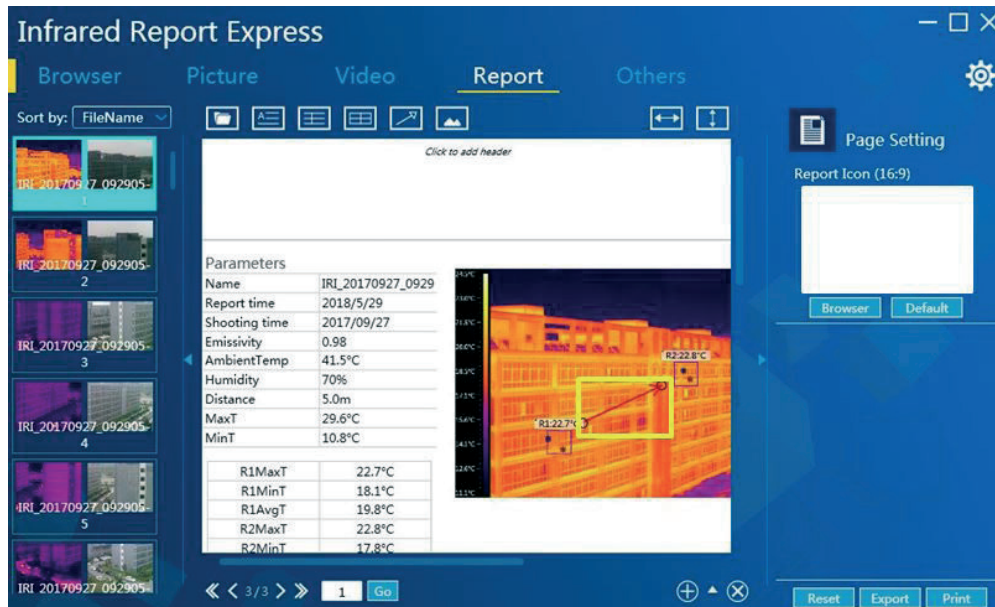 Infrared Report Express
Browser Picture Video Report Others
Sort by: FileName
IRI_20170927_092905-
1
IRI_20170927_092905-
2
IRI_20170927_092905-
3
IRI_20170927_092905-
4
IRI_20170927_092905-
5
IRI_20170927_092905-
Click to add header
Parameters
Name IRI_20170927_0929
Report time 2018/5/29
Shooting time 2017/09/27
Emissivity 0.98
AmbientTemp 41.5°C
Humidity 70%
Distance 5.0m
MaxT 29.6°C
MinT 10.8°C
R1MaxT 22.7°C
R1MinT 18.1°C
R1AvgT 19.8°C
R2MaxT 22.8°C
R2MinT 17.8°C
R2:22.8°C
R1:22.7°C
3/3 1 Go
Page Setting
Report Icon (16:9)
Browser Default
Reset Export Print